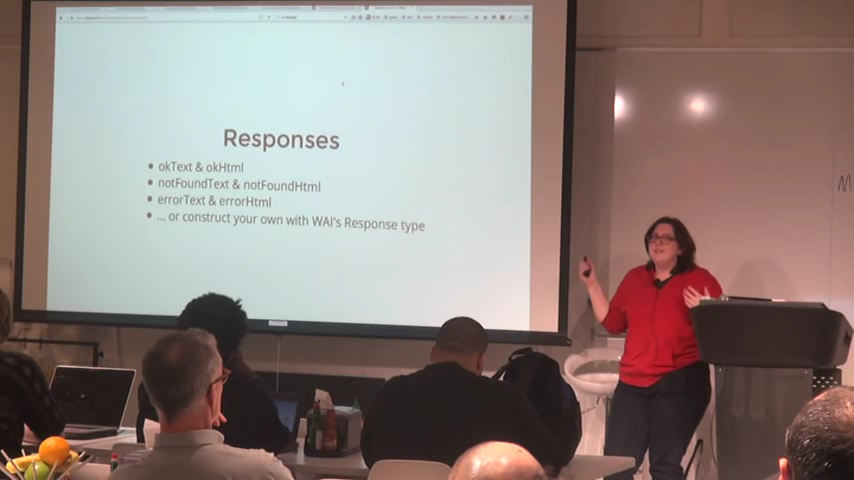 Responses
okText & okHtml
notFoundText & notFoundHtml
errorText & errorHtml
... or construct your own with WAI's Response type